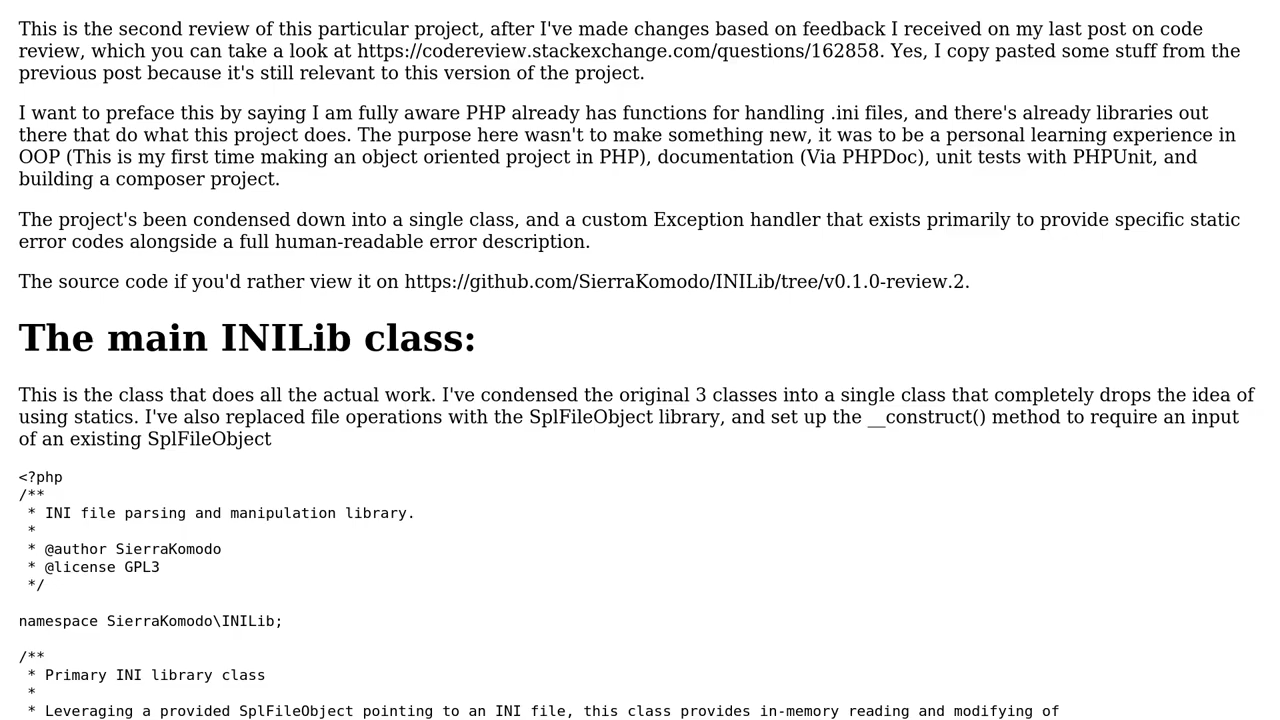 This is the second review of this particular project, after I've made changes based on feedback I received on my last post on code
review, which you can take a look at https://codereview.stackexchange.com/questions/162858. Yes, I copy pasted some stuff from the
previous post because it's still relevant to this version of the project.
I want to preface this by saying I am fully aware PHP already has functions for handling .ini files, and there's already libraries out
there that do what this project does. The purpose here wasn't to make something new, it was to be a personal learning experience in
OOP (This is my first time making an object oriented project in PHP), documentation (Via PHPDoc), unit tests with PHPUnit, and
building a composer project.
The project's been condensed down into a single class, and a custom Exception handler that exists primarily to provide specific static
error codes alongside a full human-readable error description.
The source code if you'd rather view it on https://github.com/SierraKomodo/INILib/tree/v0.1.0-review.2.
The main INILib class:
This is the class that does all the actual work. I've condensed the original 3 classes into a single class that completely drops the idea of
using statics. I've also replaced file operations with the SplFileObject library, and set up the __construct() method to require an input
of an existing SplFileObject
<?php
/**
 * INI file parsing and manipulation library.
 *
 * @author SierraKomodo
 * @license GPL3
 */
namespace SierraKomodo\INILib;
/**
 * Primary INI library class
 *
 * Leveraging a provided SplFileObject pointing to an INI file, this class provides in-memory reading and modifying of